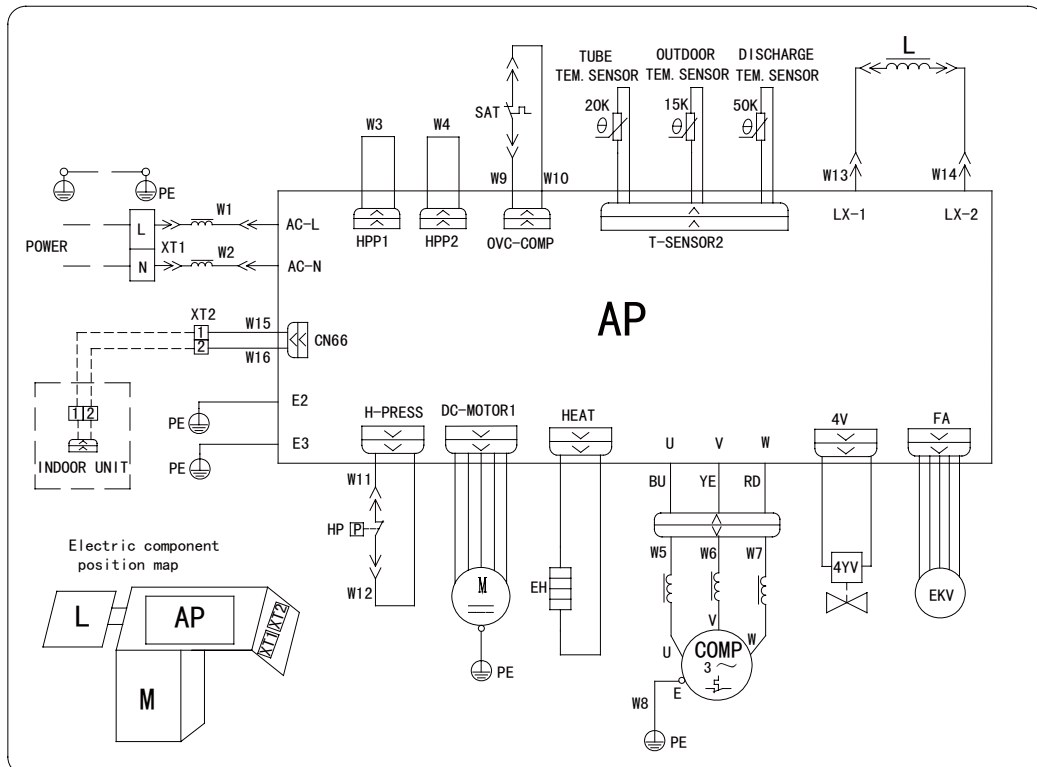 L
TUBE
TEM. SENSOR
OUTDOOR
TEM. SENSOR
DISCHARGE
TEM. SENSOR
20K
θ
15K
θ
50K
θ
SAT
W3
W4
W9
W10
W13
W14
PE
HPP1
HPP2
OVC-COMP
T-SENSOR2
LX-1
LX-2
POWER
L
N
XT1
W1
W2
AC-L
AC-N
AP
XT2
1
2
W15
W16
CN66
1 2
INDOOR UNIT
PE
E2
PE
E3
H-PRESS
DC-MOTOR1
HEAT
U
V
W
4V
FA
BU
YE
RD
W11
HP P
W12
M
PE
EH
W5
W6
W7
U
V
W
COMP
3 ~
E
W8
PE
4YV
EKV
Electric component
position map
L
AP
XT1 XT2
M